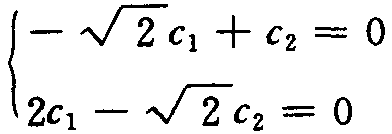 − √2 c₁ + c₂ = 0
2c₁ − √2 c₂ = 0